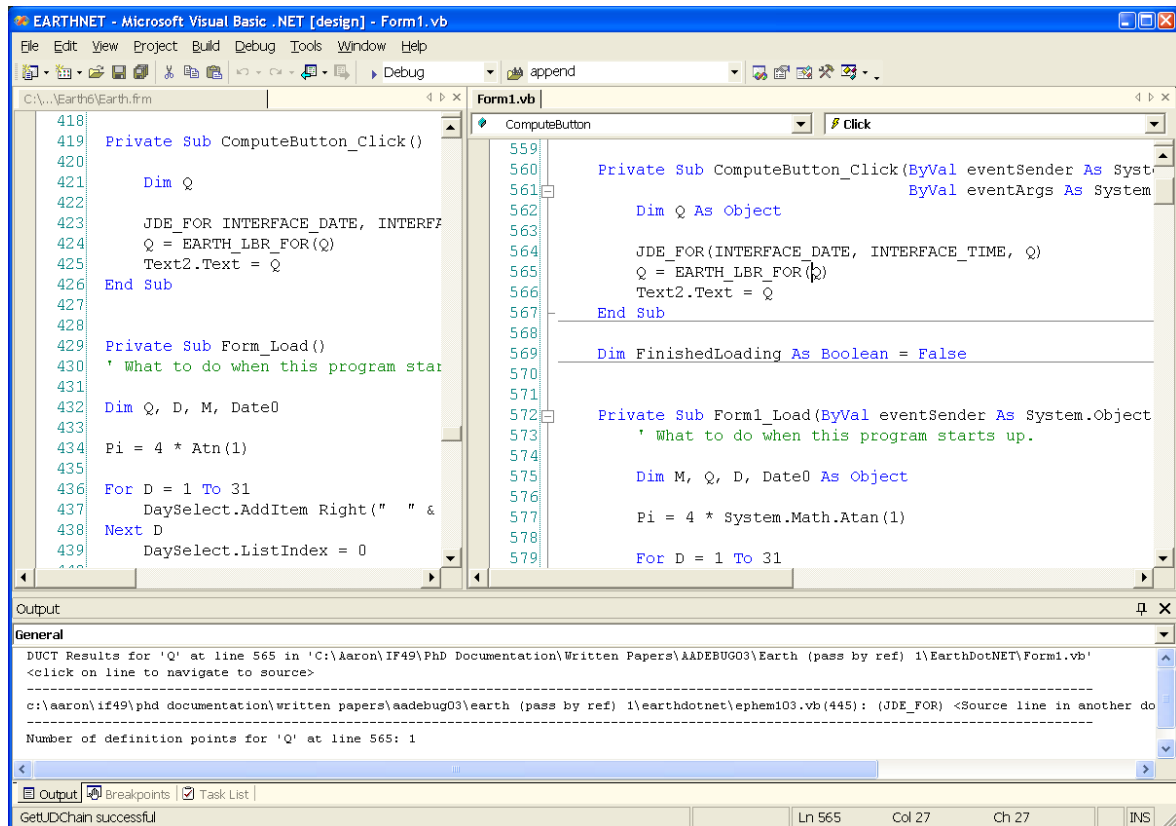 EARTHNET - Microsoft Visual Basic .NET [design] - Form1.vb
File Edit View Project Build Debug Tools Window Help
Debug append
C:\...\Earth6\Earth.frm
418
419 Private Sub ComputeButton_Click()
420
421 Dim Q
422
423 JDE_FOR INTERFACE_DATE, INTERFA
424 Q = EARTH_LBR_FOR(Q)
425 Text2.Text = Q
426 End Sub
427
428
429 Private Sub Form_Load()
430 ' What to do when this program star
431
432 Dim Q, D, M, Date0
433
434 Pi = 4 * Atn(1)
435
436 For D = 1 To 31
437 DaySelect.AddItem Right("  " &
438 Next D
439 DaySelect.ListIndex = 0
Form1.vb
ComputeButton Click
559
560 Private Sub ComputeButton_Click(ByVal eventSender As Syst
561 ByVal eventArgs As System
562 Dim Q As Object
563
564 JDE_FOR(INTERFACE_DATE, INTERFACE_TIME, Q)
565 Q = EARTH_LBR_FOR(Q)
566 Text2.Text = Q
567 End Sub
568
569 Dim FinishedLoading As Boolean = False
570
571
572 Private Sub Form1_Load(ByVal eventSender As System.Object
573 ' What to do when this program starts up.
574
575 Dim M, Q, D, Date0 As Object
576
577 Pi = 4 * System.Math.Atan(1)
578
579 For D = 1 To 31
Output
General
DUCT Results for 'Q' at line 565 in 'C:\Aaron\IF49\PhD Documentation\Written Papers\AADEBUG03\Earth (pass by ref) 1\EarthDotNET\Form1.vb'
<click on line to navigate to source>
c:\aaron\if49\phd documentation\written papers\aadebug03\earth (pass by ref) 1\earthdotnet\ephem103.vb(445): (JDE_FOR) <Source line in another do
Number of definition points for 'Q' at line 565: 1
Output Breakpoints Task List
GetUDChain successful Ln 565 Col 27 Ch 27 INS